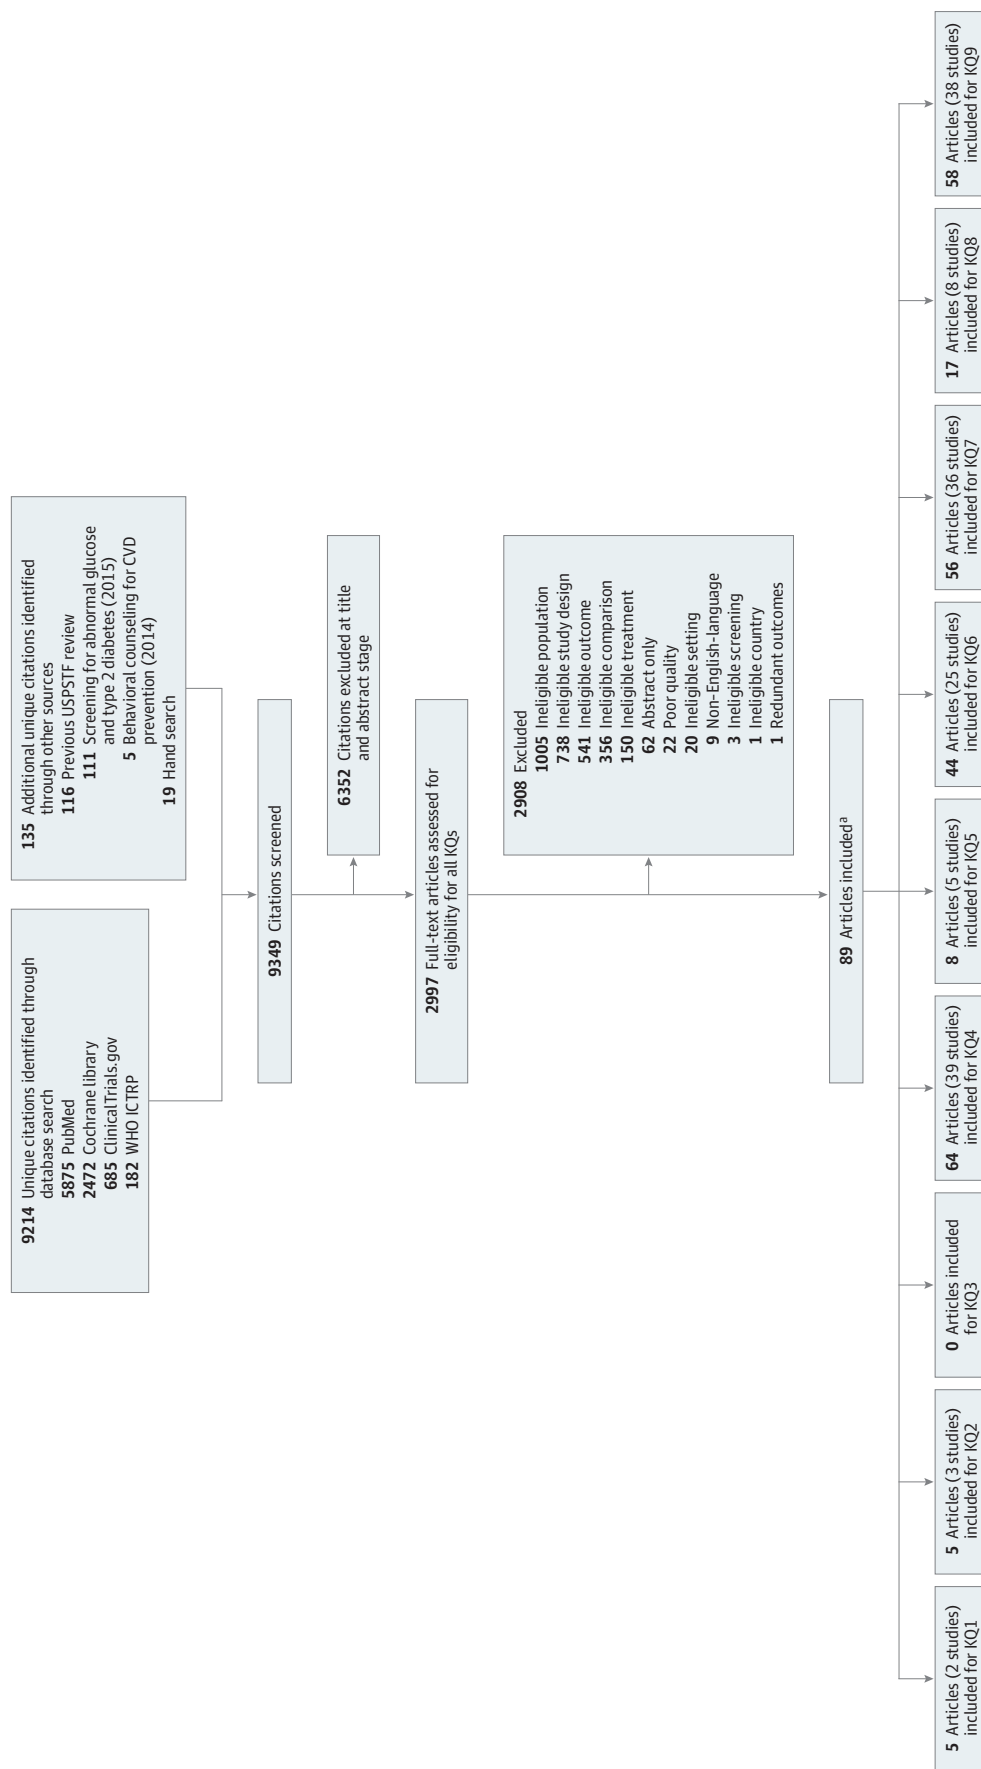 9214 Unique citations identified through
database search
5875 PubMed
2472 Cochrane library
685 ClinicalTrials.gov
182 WHO ICTRP
135 Additional unique citations identified
through other sources
116 Previous USPSTF review
111 Screening for abnormal glucose
and type 2 diabetes (2015)
5 Behavioral counseling for CVD
prevention (2014)
19 Hand search
9349 Citations screened
6352 Citations excluded at title
and abstract stage
2997 Full-text articles assessed for
eligibility for all KQs
2908 Excluded
1005 Ineligible population
738 Ineligible study design
541 Ineligible outcome
356 Ineligible comparison
150 Ineligible treatment
62 Abstract only
22 Poor quality
20 Ineligible setting
9 Non-English-language
3 Ineligible screening
1 Ineligible country
1 Redundant outcomes
89 Articles includedª
5 Articles (2 studies)
included for KQ1
5 Articles (3 studies)
included for KQ2
0 Articles included
for KQ3
64 Articles (39 studies)
included for KQ4
8 Articles (5 studies)
included for KQ5
44 Articles (25 studies)
included for KQ6
56 Articles (36 studies)
included for KQ7
17 Articles (8 studies)
included for KQ8
58 Articles (38 studies)
included for KQ9